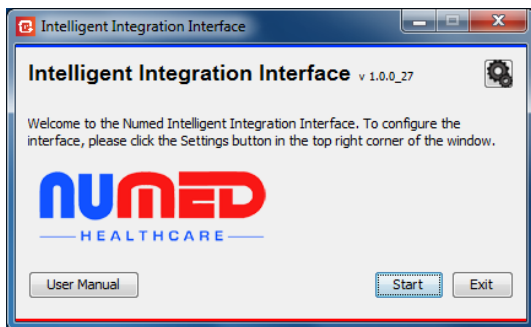 Intelligent Integration Interface
Intelligent Integration Interface v 1.0.0_27
Welcome to the Numed Intelligent Integration Interface. To configure the
interface, please click the Settings button in the top right corner of the window.
NUMED
HEALTHCARE
User Manual Start Exit